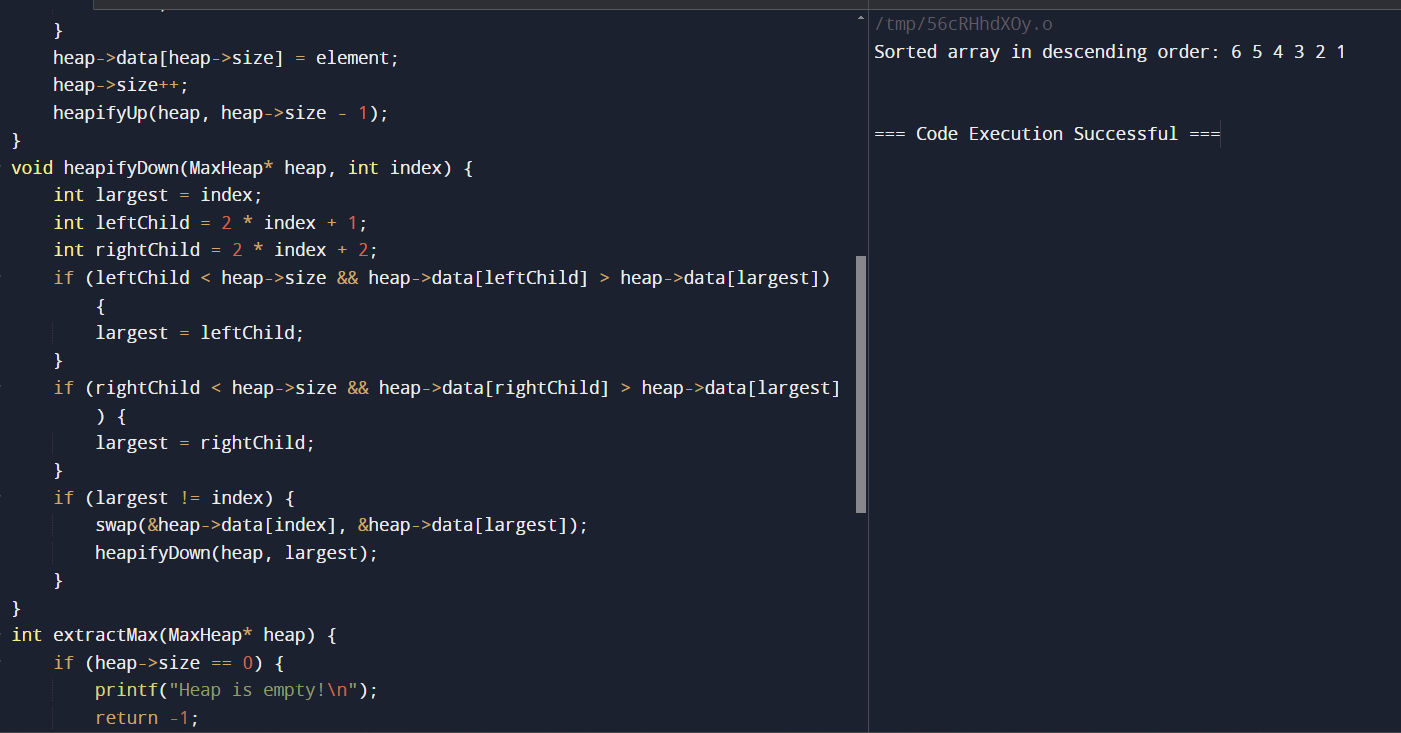 }
heap->data[heap->size] = element;
heap->size++;
heapifyUp(heap, heap->size - 1);
}
void heapifyDown(MaxHeap* heap, int index) {
int largest = index;
int leftChild = 2 * index + 1;
int rightChild = 2 * index + 2;
if (leftChild < heap->size && heap->data[leftChild] > heap->data[largest])
{
largest = leftChild;
}
if (rightChild < heap->size && heap->data[rightChild] > heap->data[largest]
) {
largest = rightChild;
}
if (largest != index) {
swap(&heap->data[index], &heap->data[largest]);
heapifyDown(heap, largest);
}
}
int extractMax(MaxHeap* heap) {
if (heap->size == 0) {
printf("Heap is empty!\n");
return -1;
/tmp/56cRHhdXOy.o
Sorted array in descending order: 6 5 4 3 2 1
=== Code Execution Successful ===